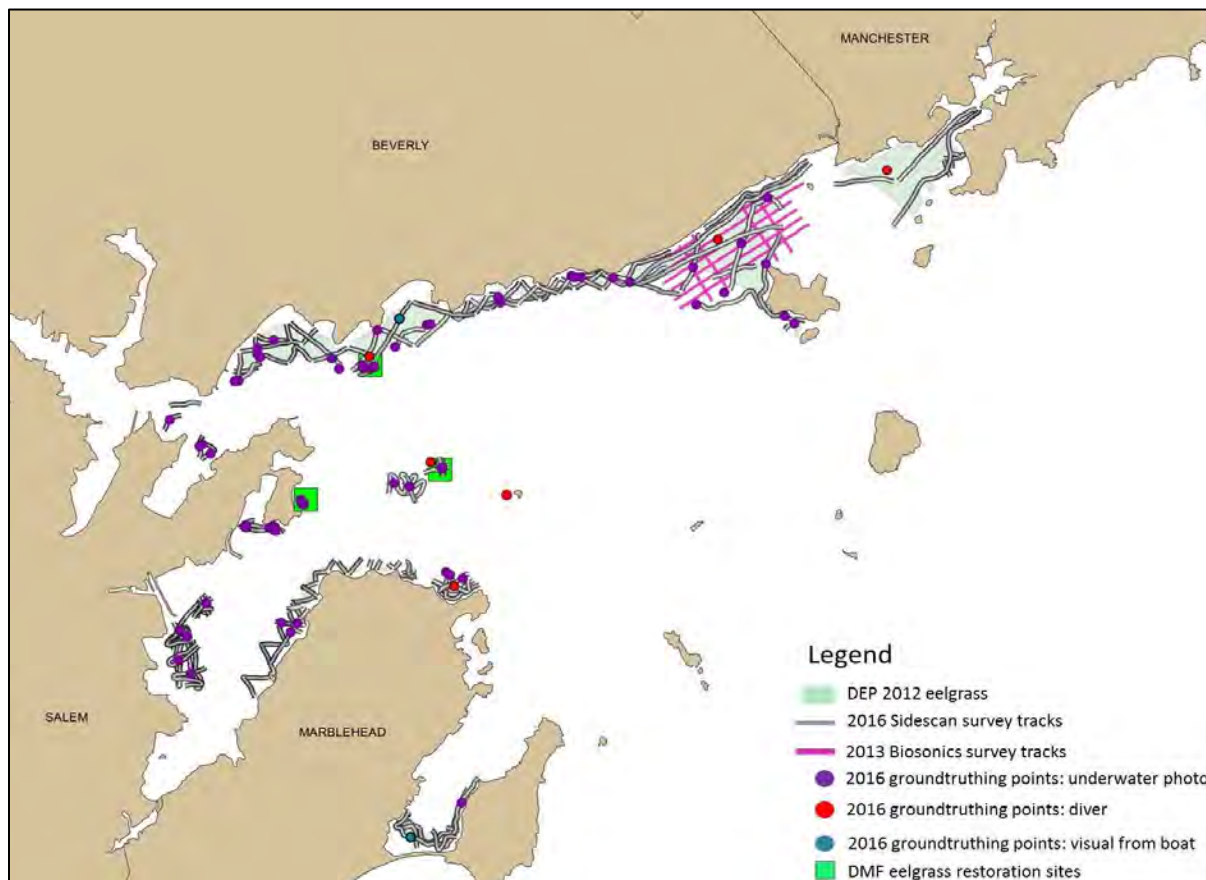 MANCHESTER
BEVERLY
SALEM
MARBLEHEAD
Legend
DEP 2012 eelgrass
2016 Sidescan survey tracks
2013 Biosonics survey tracks
2016 groundtruthing points: underwater photo
2016 groundtruthing points: diver
2016 groundtruthing points: visual from boat
DMF eelgrass restoration sites